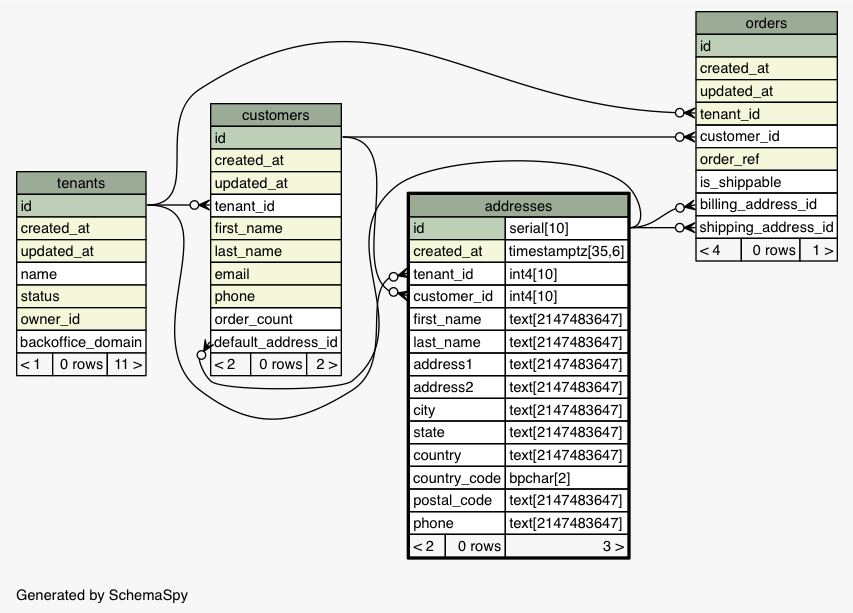 orders
id
created_at
updated_at
tenant_id
customer_id
order_ref
is_shippable
billing_address_id
shipping_address_id
< 4 0 rows 1 >
customers
id
created_at
updated_at
tenant_id
first_name
last_name
email
phone
order_count
default_address_id
< 2 0 rows 2 >
tenants
id
created_at
updated_at
name
status
owner_id
backoffice_domain
< 1 0 rows 11 >
addresses
id serial[10]
created_at timestamptz[35,6]
tenant_id int4[10]
customer_id int4[10]
first_name text[2147483647]
last_name text[2147483647]
address1 text[2147483647]
address2 text[2147483647]
city text[2147483647]
state text[2147483647]
country text[2147483647]
country_code bpchar[2]
postal_code text[2147483647]
phone text[2147483647]
< 2 0 rows 3 >
Generated by SchemaSpy